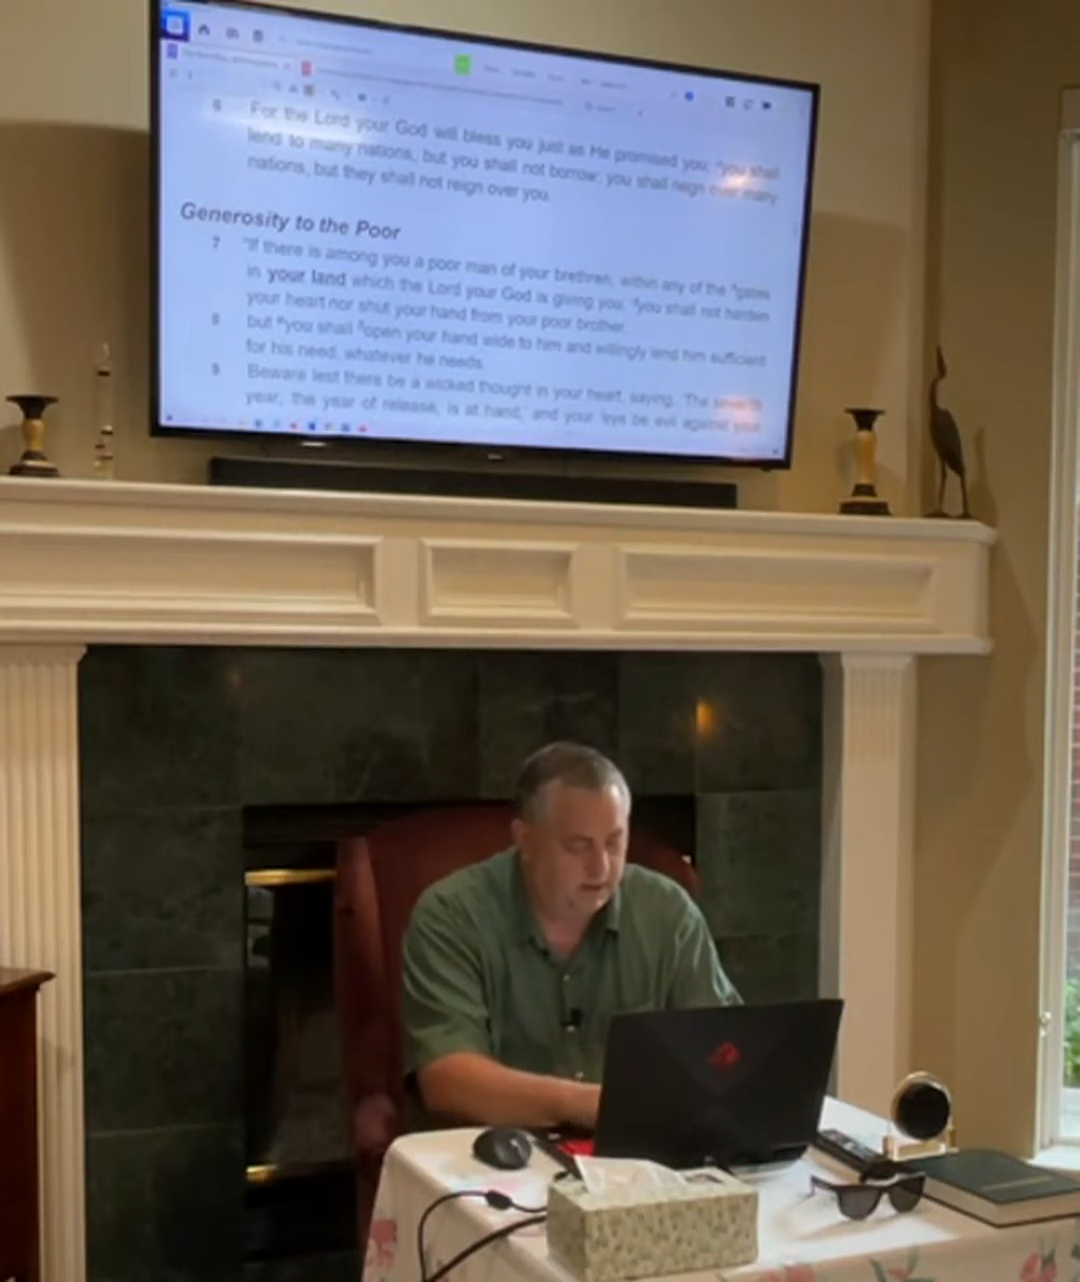 6 For the Lord your God will bless you just as He promised you; you shall
lend to many nations, but you shall not borrow; you shall reign over many
nations, but they shall not reign over you.
Generosity to the Poor
7 "If there is among you a poor man of your brethren, within any of the gates
in your land which the Lord your God is giving you, you shall not harden
your heart nor shut your hand from your poor brother,
8 but you shall open your hand wide to him and willingly lend him sufficient
for his need, whatever he needs.
9 Beware lest there be a wicked thought in your heart, saying, 'The seventh
year, the year of release, is at hand,' and your eye be evil against your